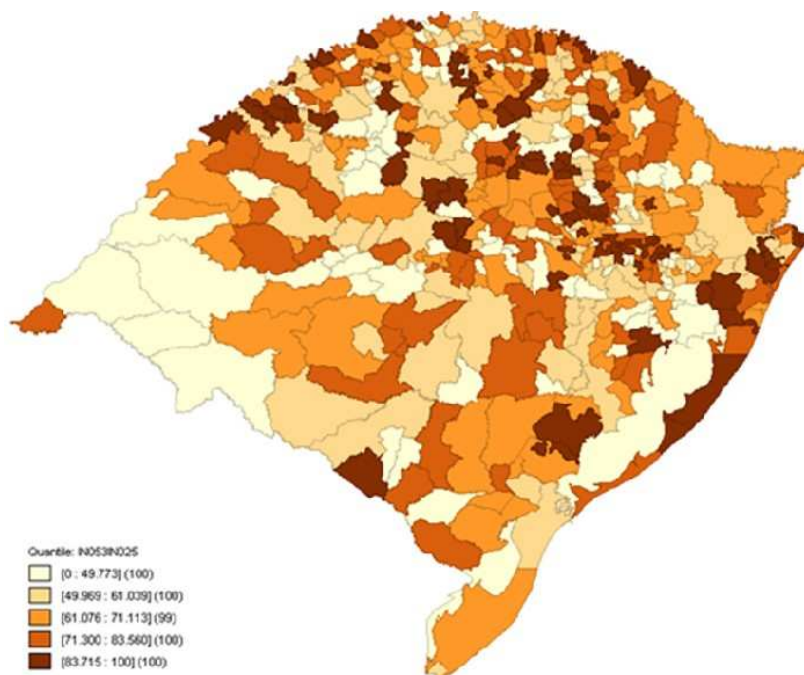 Quantile: IN053IN025
[0 : 49.773] (100)
[49.969 : 61.039] (100)
[61.076 : 71.113] (99)
[71.300 : 83.560] (100)
[83.715 : 100] (100)